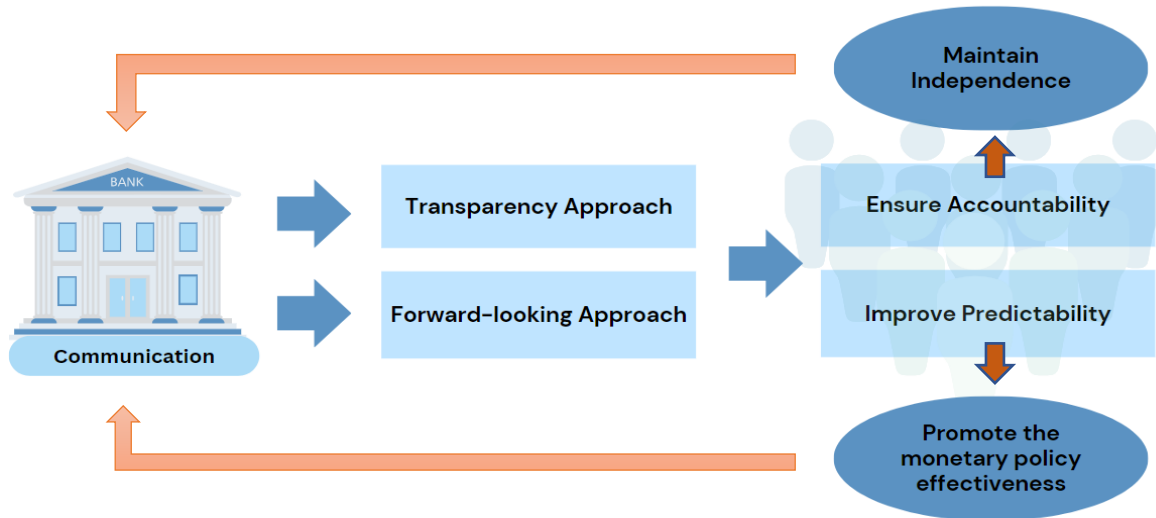 Maintain
Independence
BANK
Transparency Approach
Ensure Accountability
Forward-looking Approach
Improve Predictability
Communication
Promote the
monetary policy
effectiveness